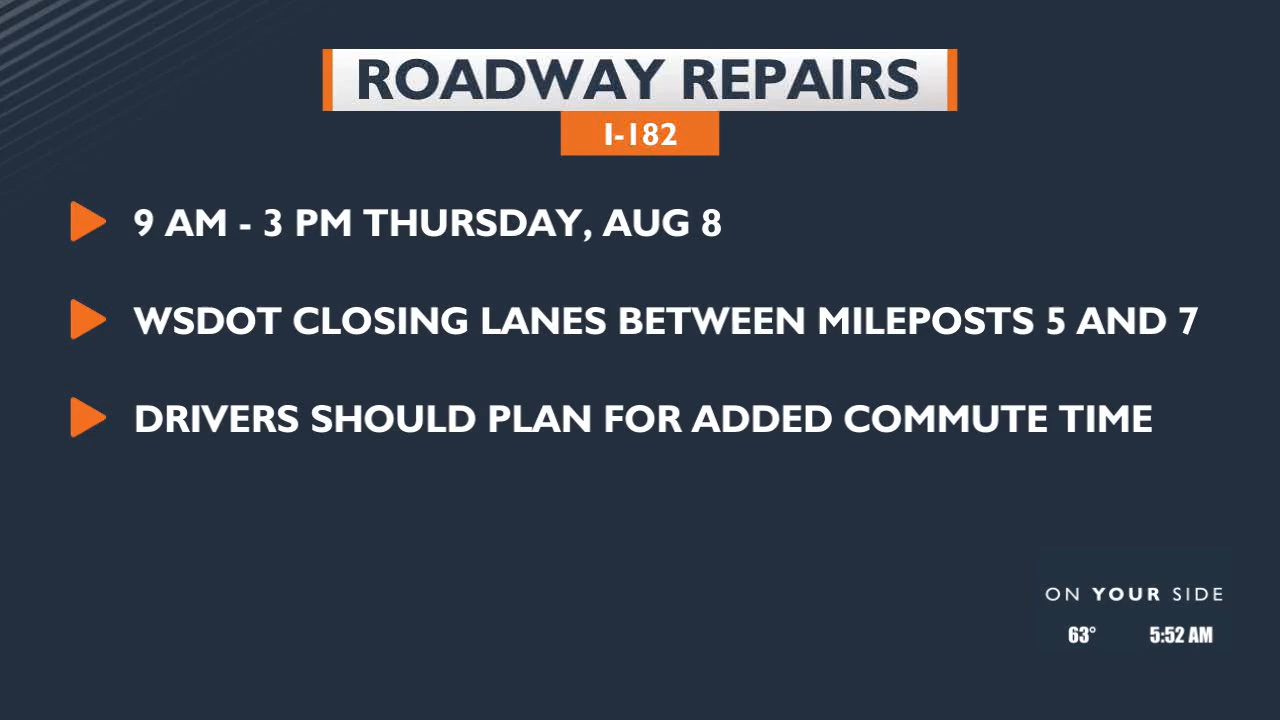 ROADWAY REPAIRS
I-182
9 AM - 3 PM THURSDAY, AUG 8
WSDOT CLOSING LANES BETWEEN MILEPOSTS 5 AND 7
DRIVERS SHOULD PLAN FOR ADDED COMMUTE TIME
ON YOUR SIDE
63° 5:52 AM